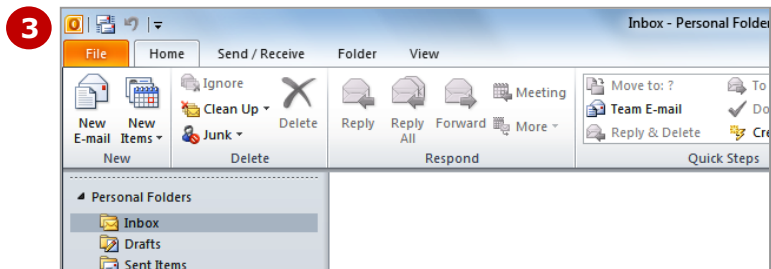 3
Inbox - Personal Folder
File Home Send / Receive Folder View
New E-mail
New Items
Ignore
Clean Up
Junk
Delete
Reply
Reply All
Forward
Meeting
More
Move to: ?
Team E-mail
Reply & Delete
To
Do
Cre
New Delete Respond Quick Steps
Personal Folders
Inbox
Drafts
Sent Items